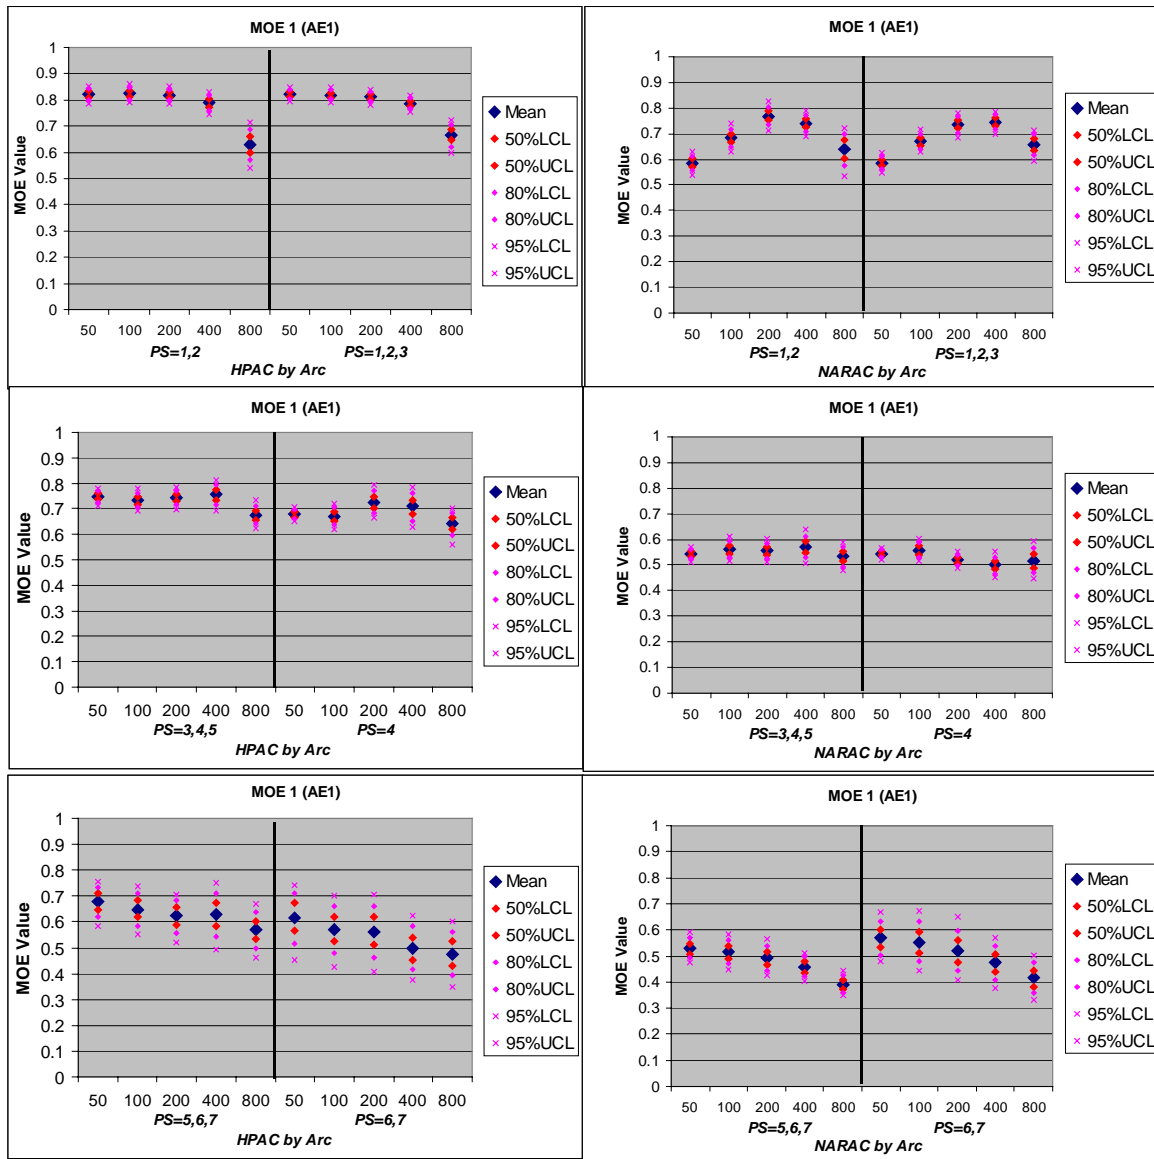 MOE 1 (AE1)
MOE Value
1
0.9
0.8
0.7
0.6
0.5
0.4
0.3
0.2
0.1
0
50 100 200 400 800 50 100 200 400 800
PS=1,2 PS=1,2,3
HPAC by Arc
Mean
50%LCL
50%UCL
80%LCL
80%UCL
95%LCL
95%UCL
MOE 1 (AE1)
MOE Value
1
0.9
0.8
0.7
0.6
0.5
0.4
0.3
0.2
0.1
0
50 100 200 400 800 50 100 200 400 800
PS=1,2 PS=1,2,3
NARAC by Arc
Mean
50%LCL
50%UCL
80%LCL
80%UCL
95%LCL
95%UCL
MOE 1 (AE1)
MOE Value
1
0.9
0.8
0.7
0.6
0.5
0.4
0.3
0.2
0.1
0
50 100 200 400 800 50 100 200 400 800
PS=3,4,5 PS=4
HPAC by Arc
Mean
50%LCL
50%UCL
80%LCL
80%UCL
95%LCL
95%UCL
MOE 1 (AE1)
MOE Value
1
0.9
0.8
0.7
0.6
0.5
0.4
0.3
0.2
0.1
0
50 100 200 400 800 50 100 200 400 800
PS=3,4,5 PS=4
NARAC by Arc
Mean
50%LCL
50%UCL
80%LCL
80%UCL
95%LCL
95%UCL
MOE 1 (AE1)
MOE Value
1
0.9
0.8
0.7
0.6
0.5
0.4
0.3
0.2
0.1
0
50 100 200 400 800 50 100 200 400 800
PS=5,6,7 PS=6,7
HPAC by Arc
Mean
50%LCL
50%UCL
80%LCL
80%UCL
95%LCL
95%UCL
MOE 1 (AE1)
MOE Value
1
0.9
0.8
0.7
0.6
0.5
0.4
0.3
0.2
0.1
0
50 100 200 400 800 50 100 200 400 800
PS=5,6,7 PS=6,7
NARAC by Arc
Mean
50%LCL
50%UCL
80%LCL
80%UCL
95%LCL
95%UCL